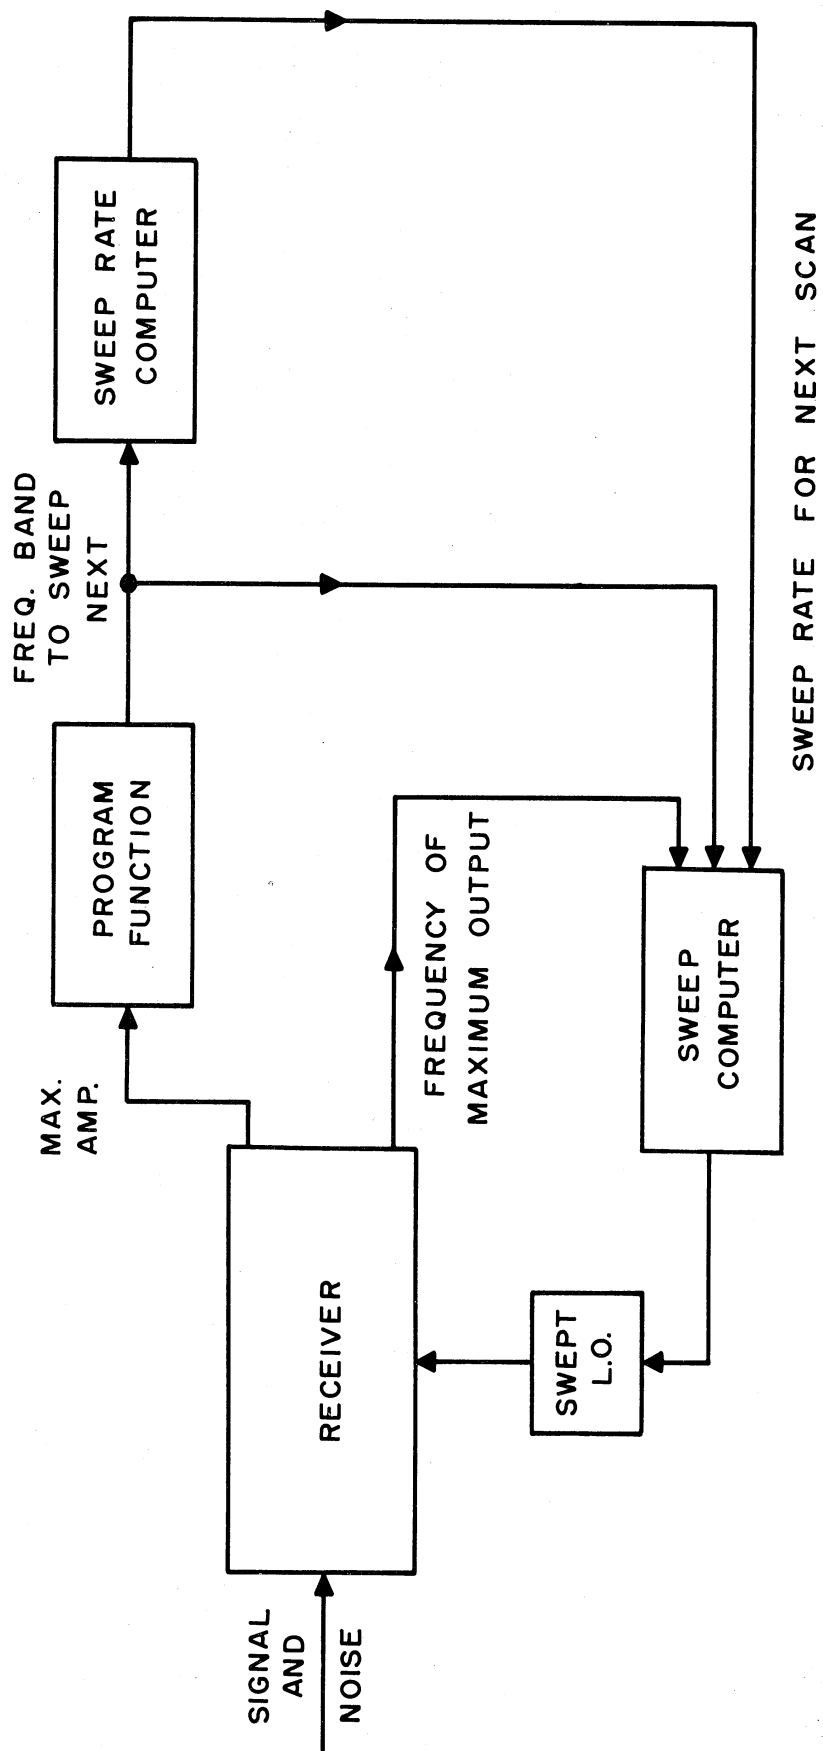 SIGNAL
AND
NOISE
RECEIVER
MAX.
AMP.
PROGRAM
FUNCTION
FREQ. BAND
TO SWEEP
NEXT
SWEEP RATE
COMPUTER
FREQUENCY OF
MAXIMUM OUTPUT
SWEPT
L.O.
SWEEP
COMPUTER
SWEEP RATE FOR NEXT SCAN